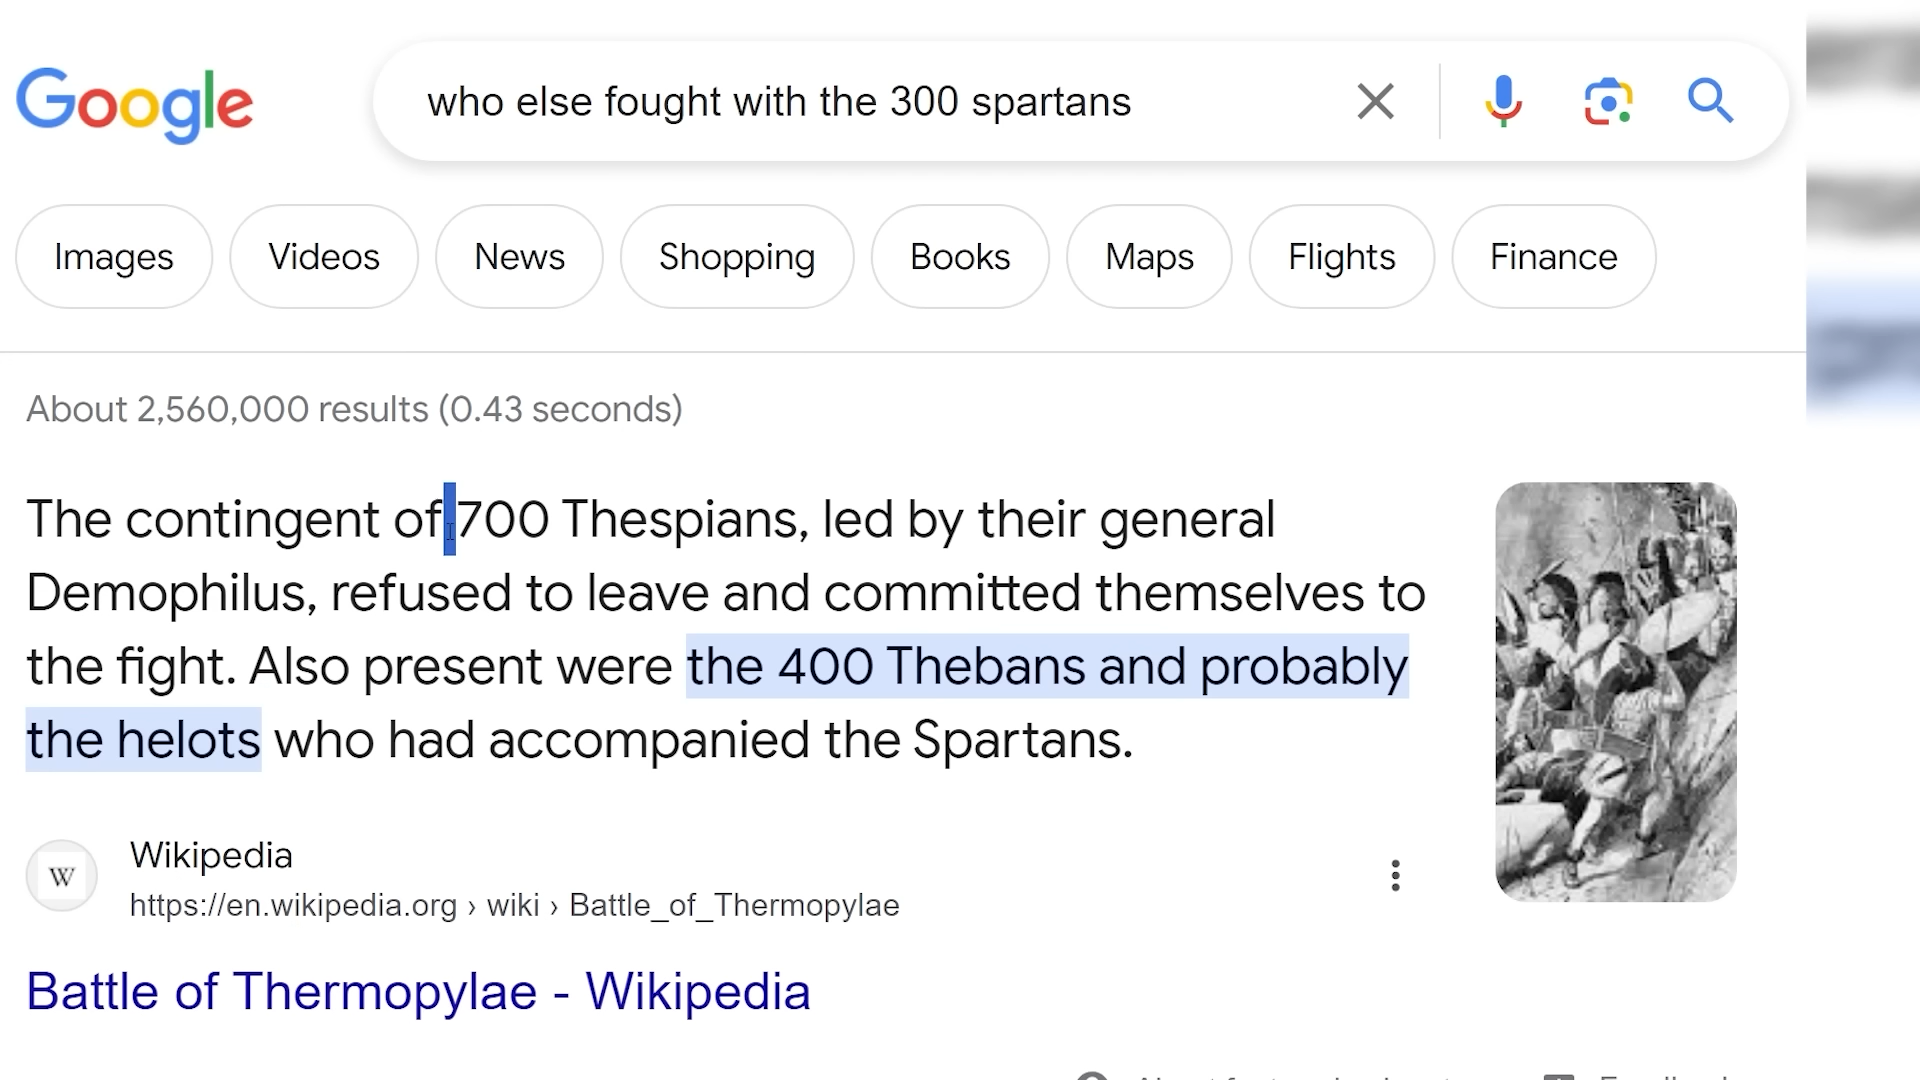 Google
who else fought with the 300 spartans
Images Videos News Shopping Books Maps Flights Finance
About 2,560,000 results (0.43 seconds)
The contingent of 700 Thespians, led by their general
Demophilus, refused to leave and committed themselves to
the fight. Also present were the 400 Thebans and probably
the helots who had accompanied the Spartans.
W
Wikipedia
https://en.wikipedia.org › wiki › Battle_of_Thermopylae
Battle of Thermopylae - Wikipedia